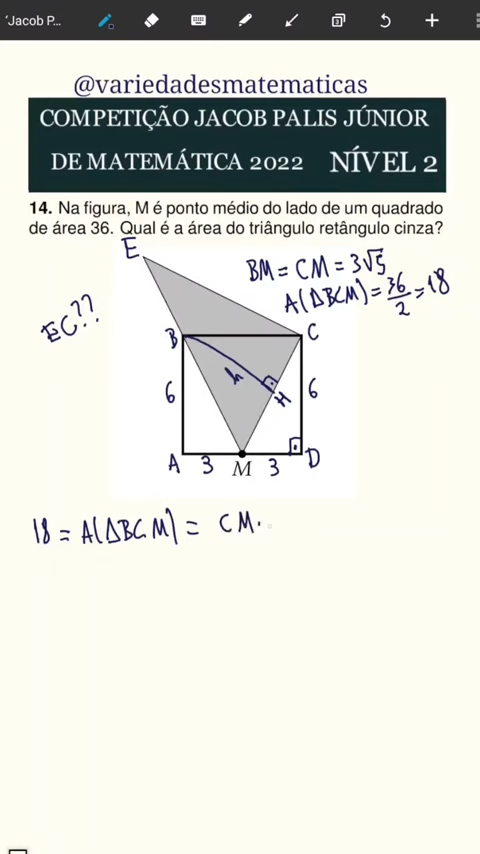 'Jacob P...
3
@variedadesmatematicas
COMPETIÇÃO JACOB PALIS JÚNIOR
DE MATEMÁTICA 2022 NÍVEL 2
14. Na figura, M é ponto médio do lado de um quadrado
de área 36. Qual é a área do triângulo retângulo cinza?
E
BM = CM = 3√5
A(ΔBCM) = 36/2 = 18
EC??
B
C
6
h
H
6
A 3 M 3 D
18 = A(ΔBCM) = CM.